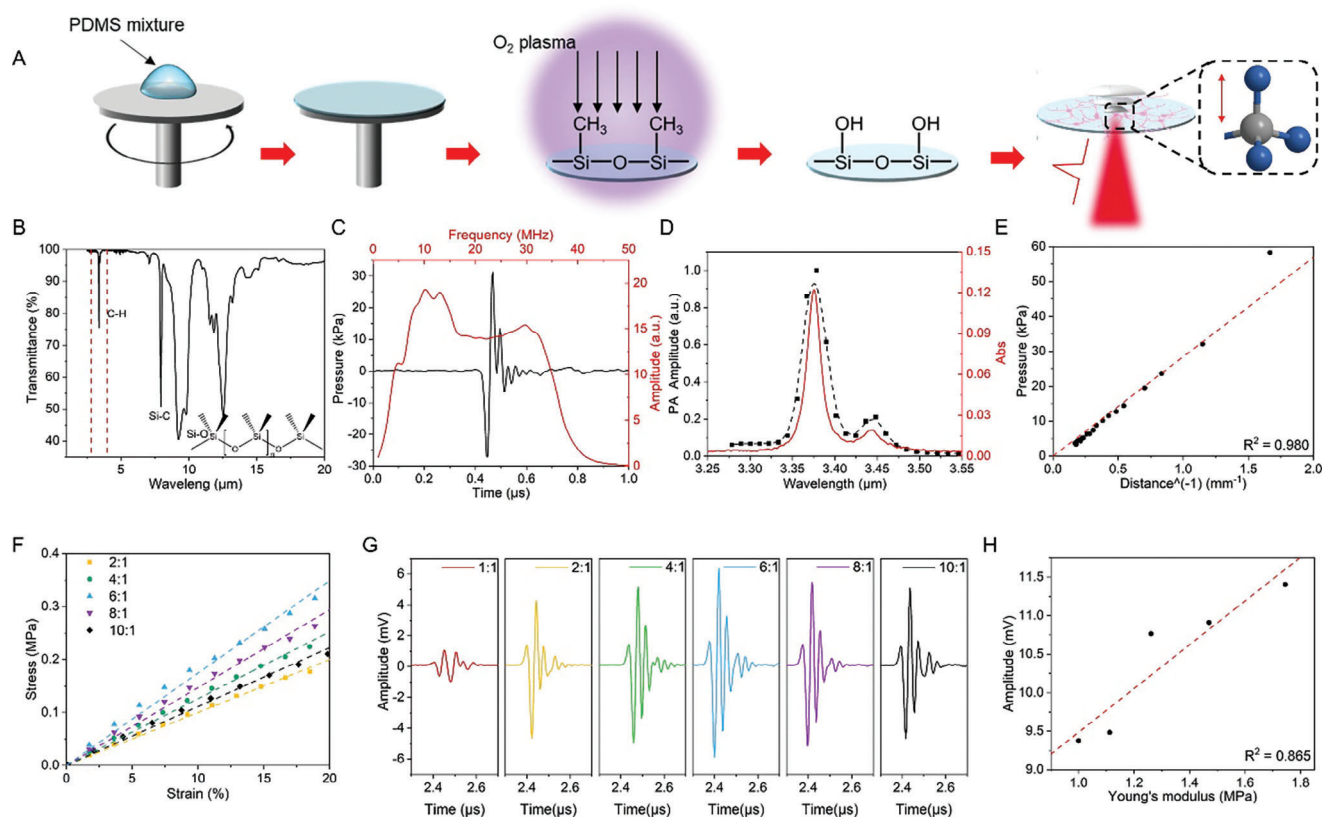 A
PDMS mixture
O₂ plasma
CH₃ CH₃
Si O Si
OH OH
Si O Si
B
100
90
80
70
60
50
40
Transmittance (%)
C-H
Si-C
Si-O
Si Si Si
O O
n
5 10 15 20
Waveleng (µm)
C
Frequency (MHz)
0 10 20 30 40 50
40
30
20
10
0
-10
-20
-30
Pressure (kPa)
20
15
10
5
0
Amplitude (a.u.)
0.0 0.2 0.4 0.6 0.8 1.0
Time (µs)
D
1.0
0.8
0.6
0.4
0.2
0.0
PA Amplitude (a.u.)
0.15
0.12
0.09
0.06
0.03
0.00
Abs
3.25 3.30 3.35 3.40 3.45 3.50 3.55
Wavelength (µm)
E
60
50
40
30
20
10
0
Pressure (kPa)
R² = 0.980
0.0 0.5 1.0 1.5 2.0
Distance^(-1) (mm⁻¹)
F
0.4
0.3
0.2
0.1
0.0
Stress (MPa)
2:1
4:1
6:1
8:1
10:1
0 5 10 15 20
Strain (%)
G
1:1 2:1 4:1 6:1 8:1 10:1
6
4
2
0
-2
-4
-6
Amplitude (mV)
2.4 2.6 2.4 2.6 2.4 2.6 2.4 2.6 2.4 2.6 2.4 2.6
Time (µs) Time(µs) Time(µs) Time(µs) Time(µs) Time(µs)
H
11.5
11.0
10.5
10.0
9.5
9.0
Amplitude (mV)
R² = 0.865
1.0 1.2 1.4 1.6 1.8
Young's modulus (MPa)